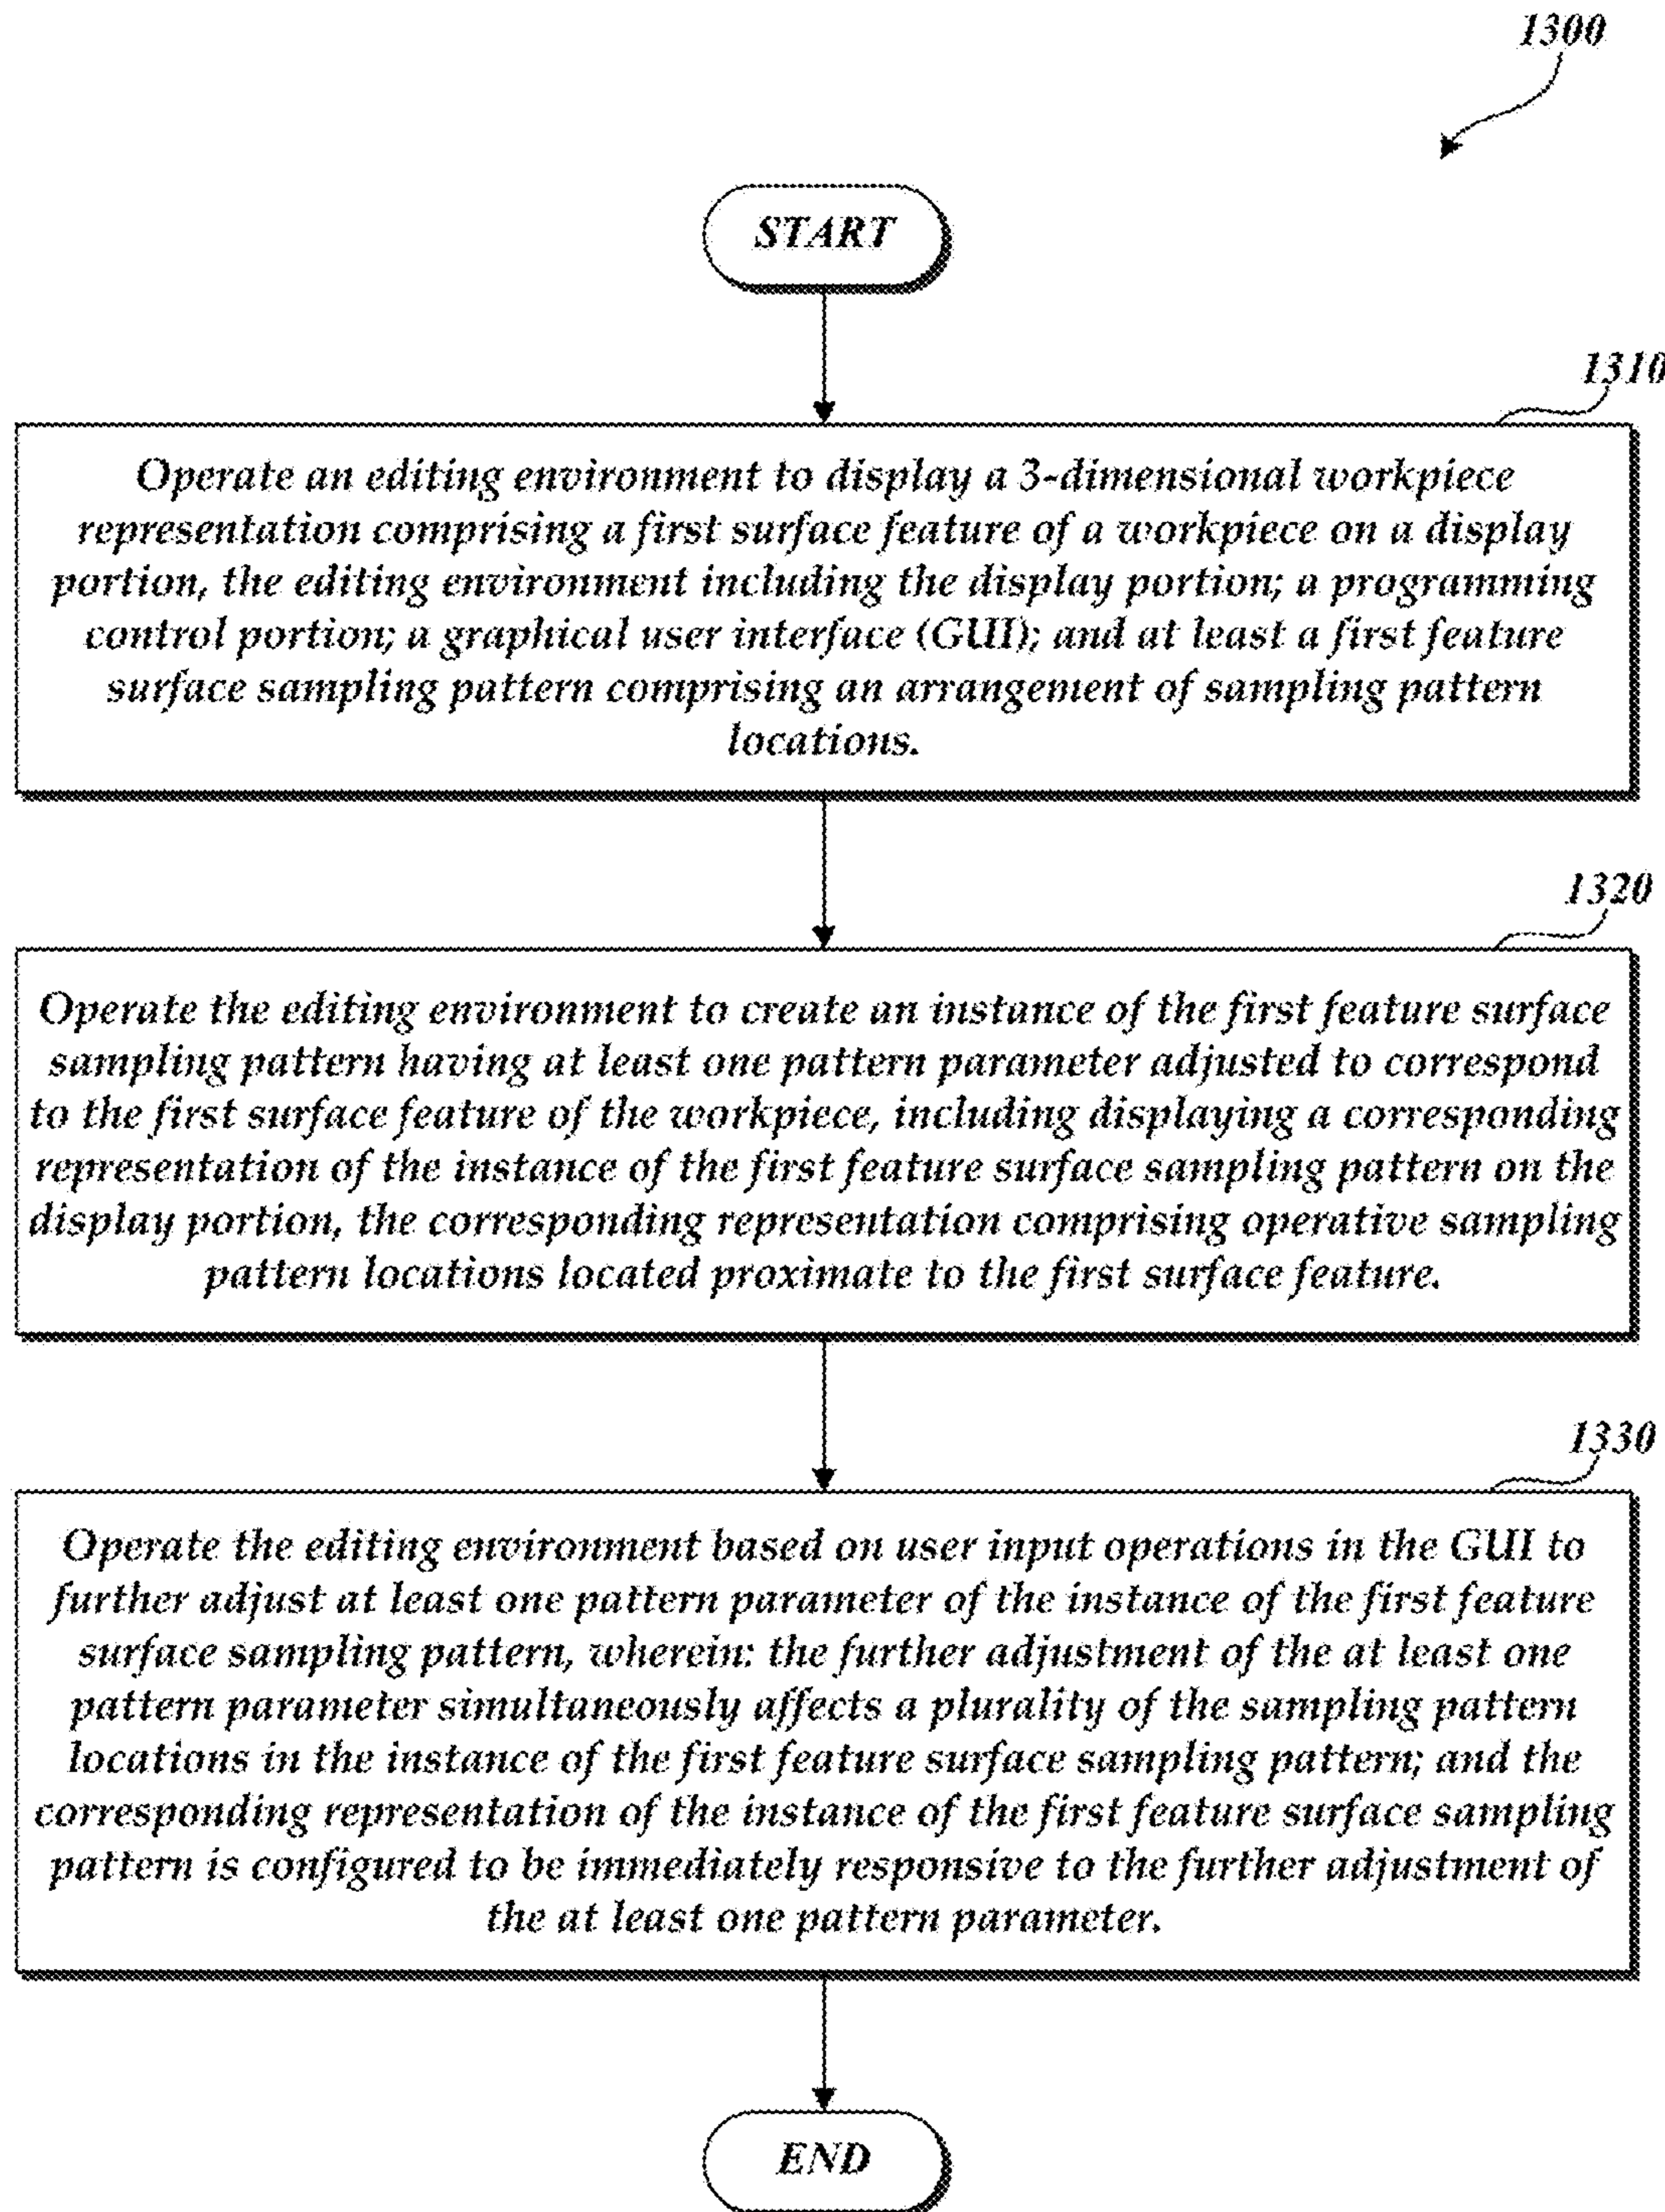 1300
START
1310
Operate an editing environment to display a 3-dimensional workpiece
representation comprising a first surface feature of a workpiece on a display
portion, the editing environment including the display portion; a programming
control portion; a graphical user interface (GUI); and at least a first feature
surface sampling pattern comprising an arrangement of sampling pattern
locations.
1320
Operate the editing environment to create an instance of the first feature surface
sampling pattern having at least one pattern parameter adjusted to correspond
to the first surface feature of the workpiece, including displaying a corresponding
representation of the instance of the first feature surface sampling pattern on the
display portion, the corresponding representation comprising operative sampling
pattern locations located proximate to the first surface feature.
1330
Operate the editing environment based on user input operations in the GUI to
further adjust at least one pattern parameter of the instance of the first feature
surface sampling pattern, wherein: the further adjustment of the at least one
pattern parameter simultaneously affects a plurality of the sampling pattern
locations in the instance of the first feature surface sampling pattern; and the
corresponding representation of the instance of the first feature surface sampling
pattern is configured to be immediately responsive to the further adjustment of
the at least one pattern parameter.
END